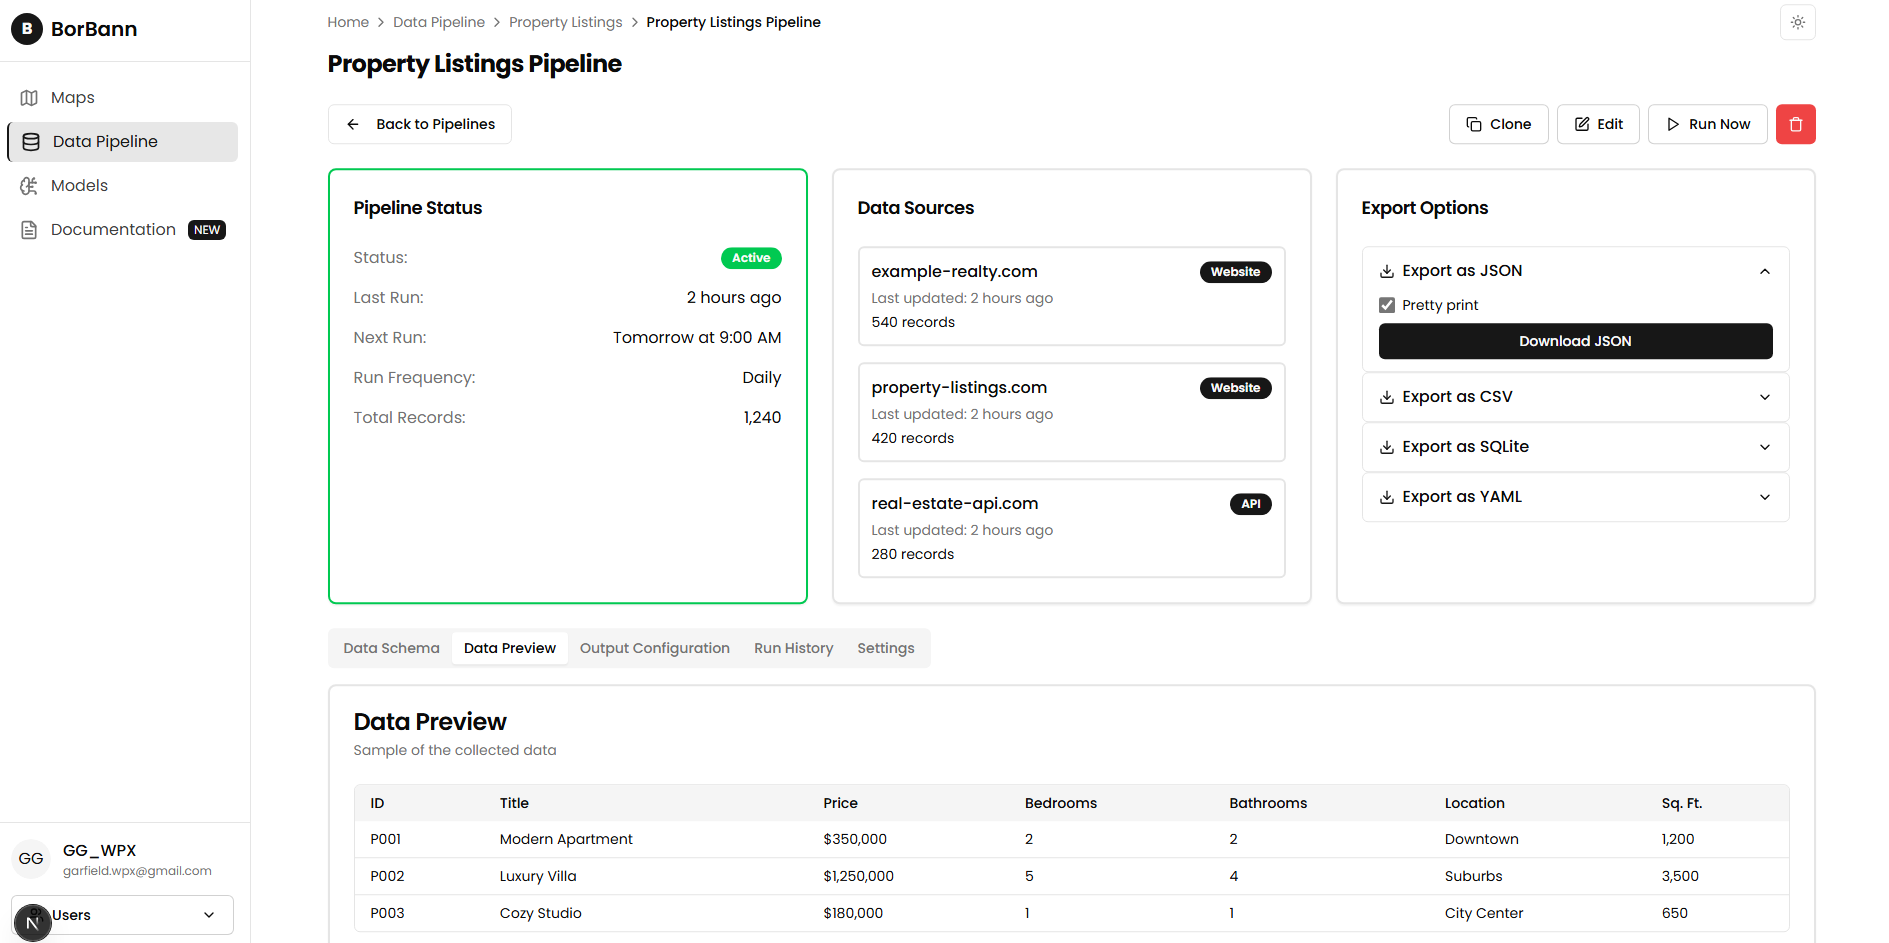 B BorBann
Maps
Data Pipeline
Models
Documentation NEW
GG GG_WPX
garfield.wpx@gmail.com
Users
N
Home > Data Pipeline > Property Listings > Property Listings Pipeline
Property Listings Pipeline
Back to Pipelines
Clone Edit Run Now
Pipeline Status
Status: Active
Last Run: 2 hours ago
Next Run: Tomorrow at 9:00 AM
Run Frequency: Daily
Total Records: 1,240
Data Sources
example-realty.com Website
Last updated: 2 hours ago
540 records
property-listings.com Website
Last updated: 2 hours ago
420 records
real-estate-api.com API
Last updated: 2 hours ago
280 records
Export Options
Export as JSON
Pretty print
Download JSON
Export as CSV
Export as SQLite
Export as YAML
Data Schema Data Preview Output Configuration Run History Settings
Data Preview
Sample of the collected data
ID Title Price Bedrooms Bathrooms Location Sq. Ft.
P001 Modern Apartment $350,000 2 2 Downtown 1,200
P002 Luxury Villa $1,250,000 5 4 Suburbs 3,500
P003 Cozy Studio $180,000 1 1 City Center 650